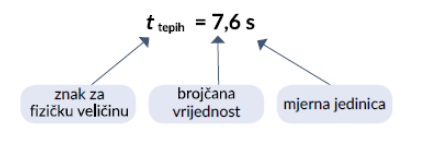 t tepih = 7,6 s
znak za
fizičku veličinu
brojčana
vrijednost
mjerna jedinica